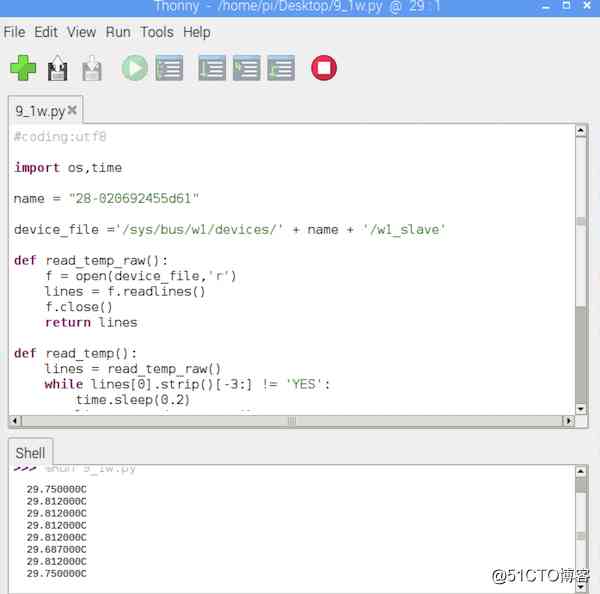 Thonny - /home/pi/Desktop/9_1w.py @ 29 : 1
File Edit View Run Tools Help
9_1w.py
#coding:utf8
import os,time
name = "28-020692455d61"
device_file ='/sys/bus/w1/devices/' + name + '/w1_slave'
def read_temp_raw():
f = open(device_file,'r')
lines = f.readlines()
f.close()
return lines
def read_temp():
lines = read_temp_raw()
while lines[0].strip()[-3:] != 'YES':
time.sleep(0.2)
Shell
>>> %Run 9_1w.py
29.750000C
29.812000C
29.812000C
29.812000C
29.812000C
29.687000C
29.812000C
29.750000C
@51CTO博客